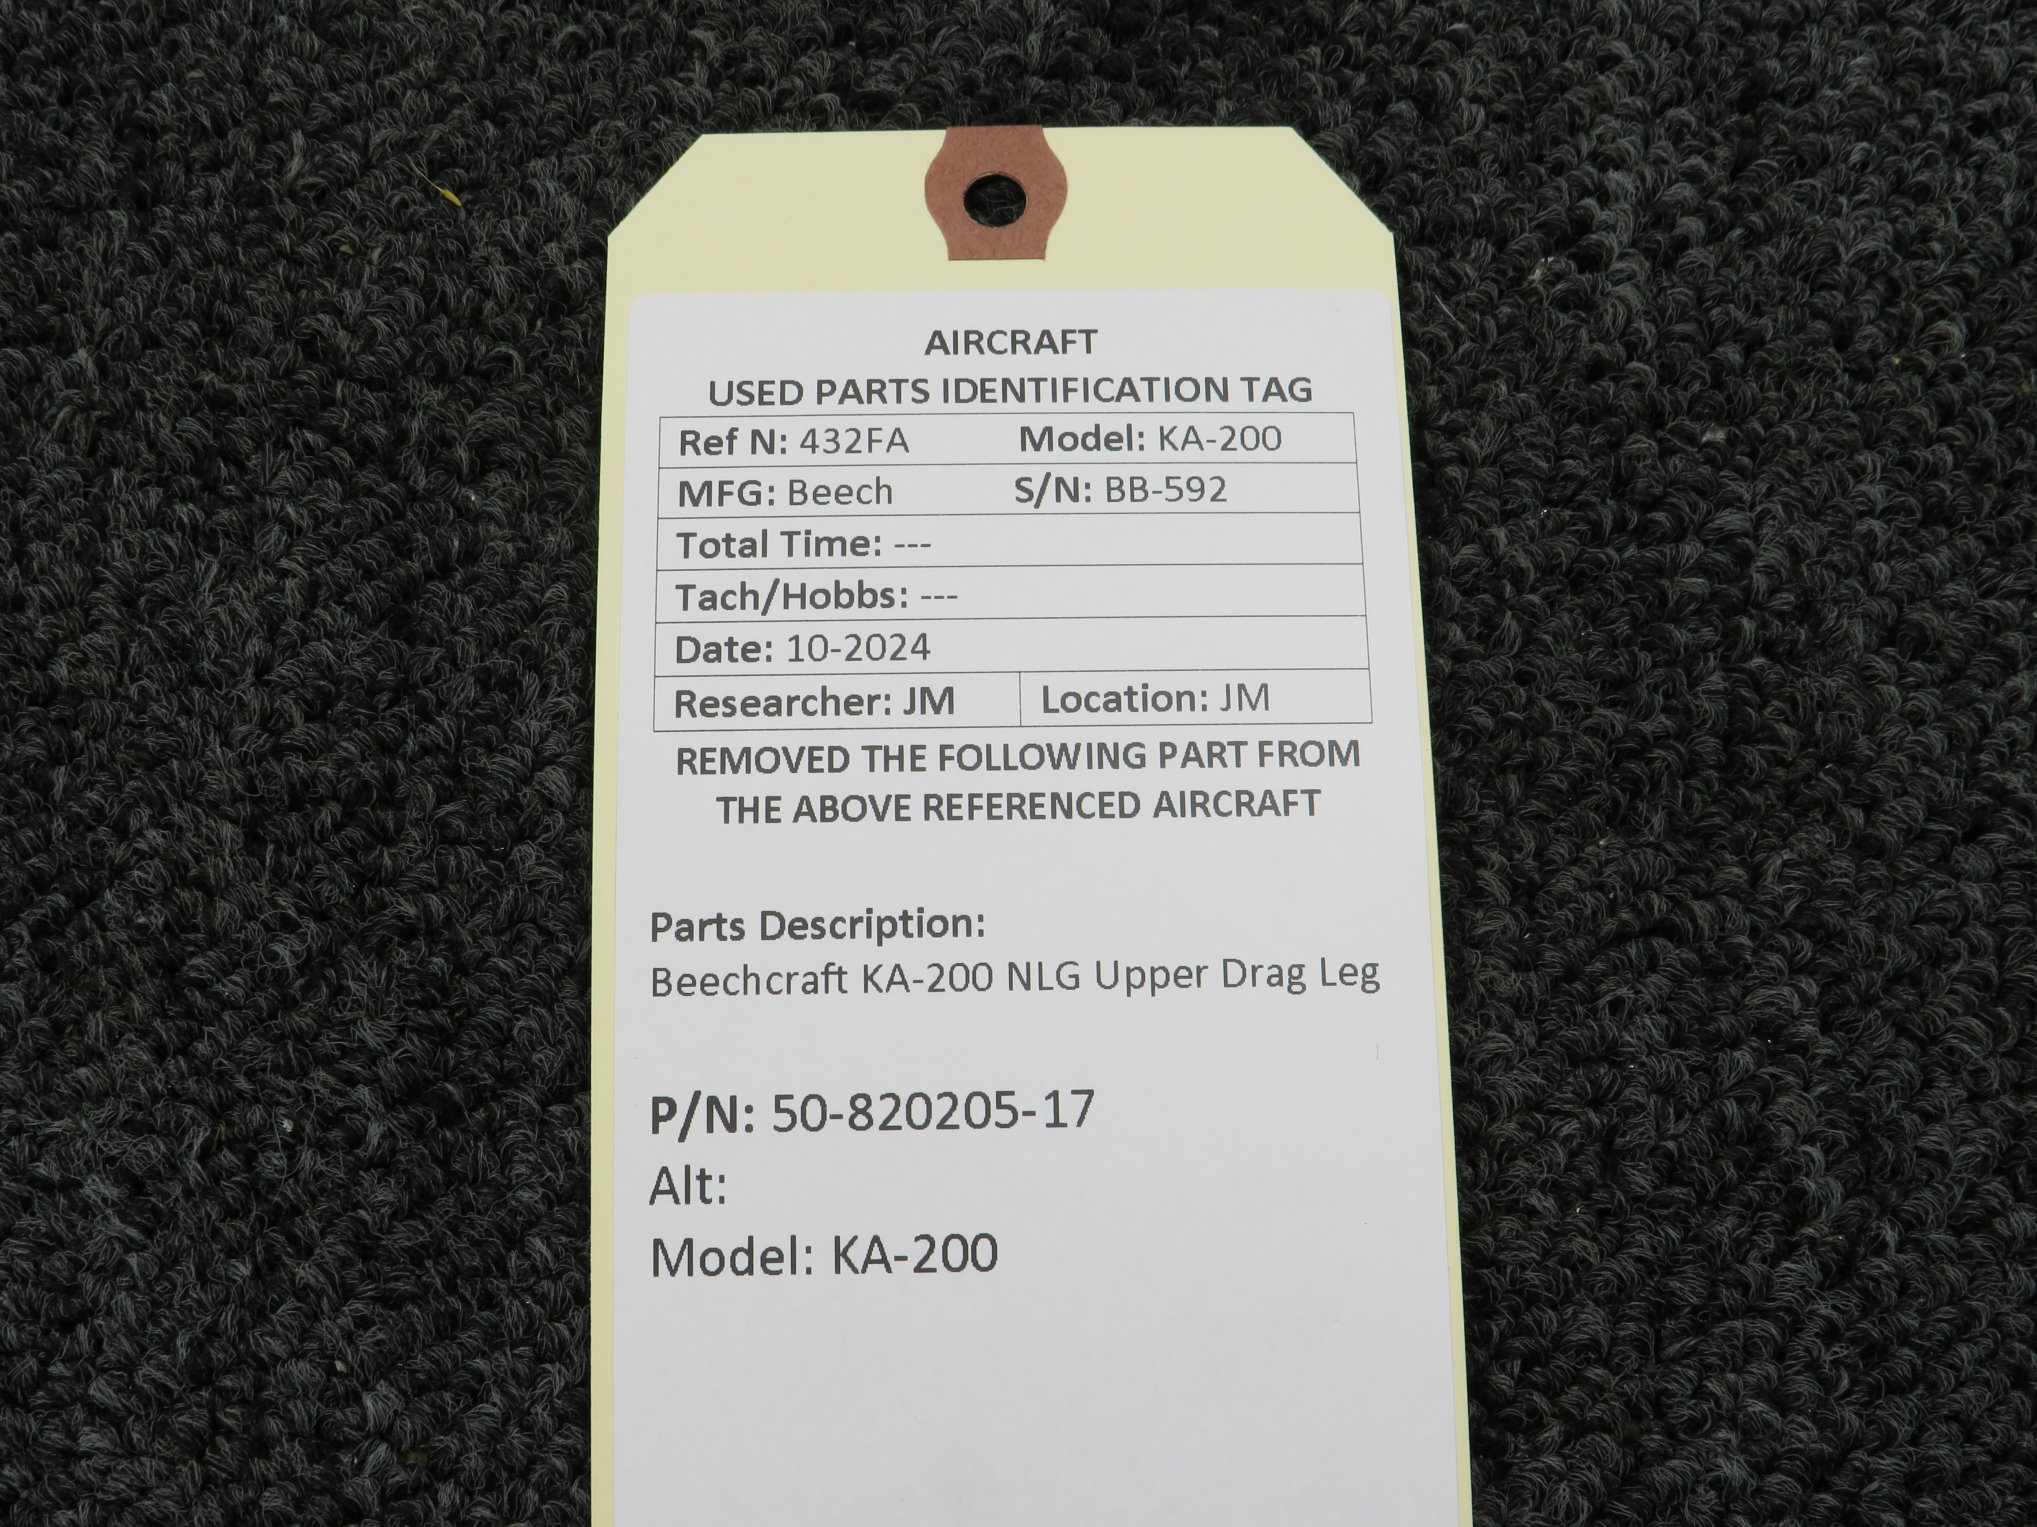 AIRCRAFT
USED PARTS IDENTIFICATION TAG
Ref N: 432FA Model: KA-200
MFG: Beech S/N: BB-592
Total Time: ---
Tach/Hobbs: ---
Date: 10-2024
Researcher: JM Location: JM
REMOVED THE FOLLOWING PART FROM
THE ABOVE REFERENCED AIRCRAFT
Parts Description:
Beechcraft KA-200 NLG Upper Drag Leg
P/N: 50-820205-17
Alt:
Model: KA-200